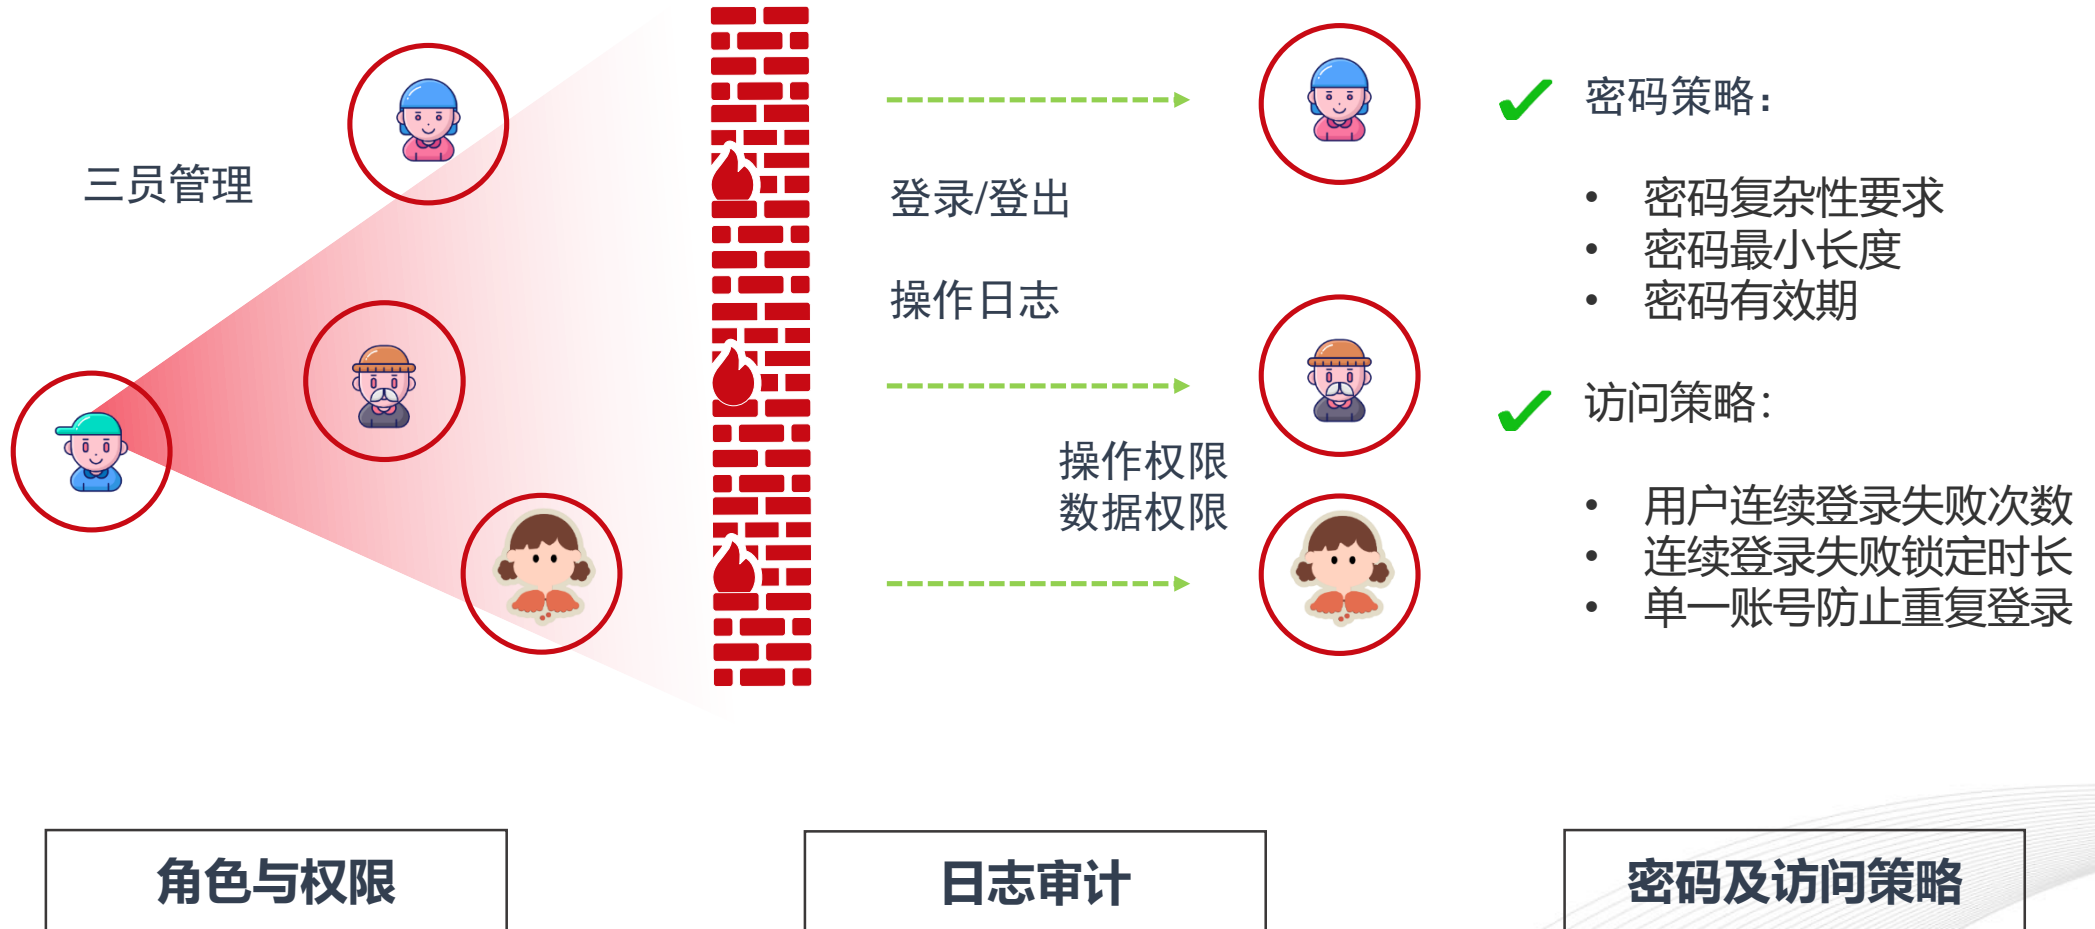 三员管理
登录/登出
操作日志
操作权限
数据权限
密码策略：
• 密码复杂性要求
• 密码最小长度
• 密码有效期
访问策略：
• 用户连续登录失败次数
• 连续登录失败锁定时长
• 单一账号防止重复登录
角色与权限
日志审计
密码及访问策略